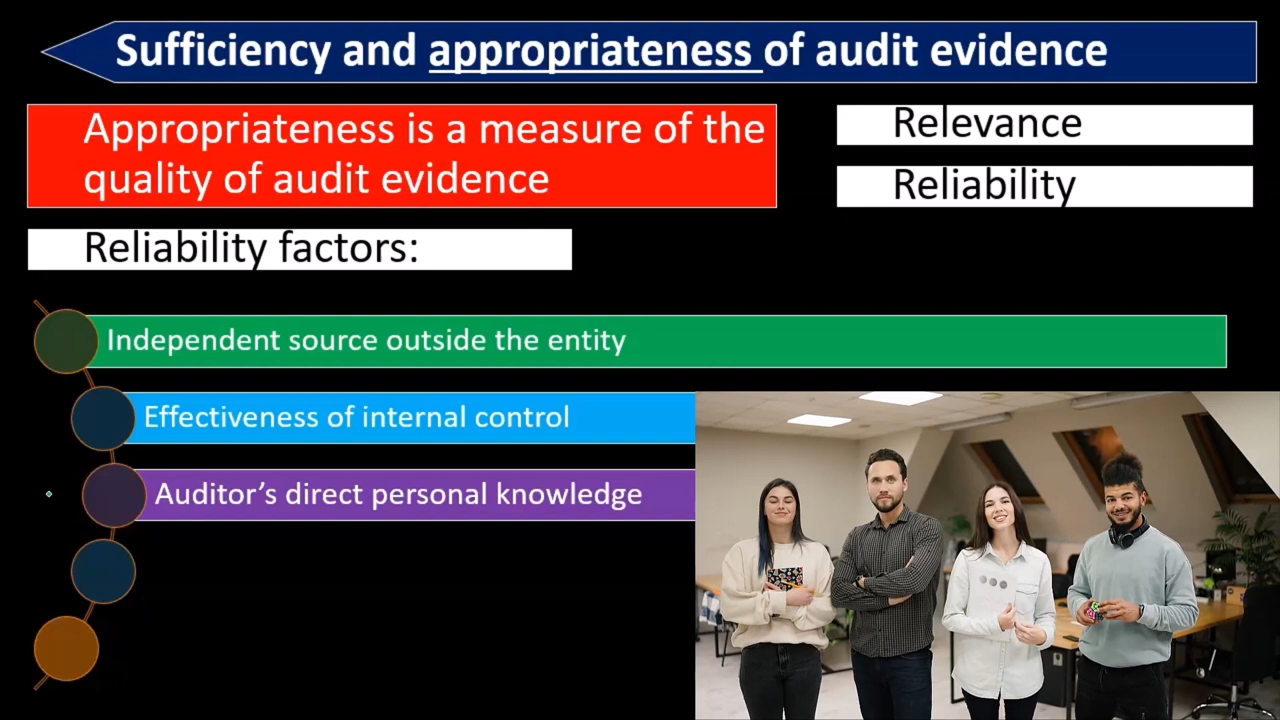 Sufficiency and appropriateness of audit evidence
Appropriateness is a measure of the
quality of audit evidence
Relevance
Reliability
Reliability factors:
Independent source outside the entity
Effectiveness of internal control
Auditor’s direct personal knowledge